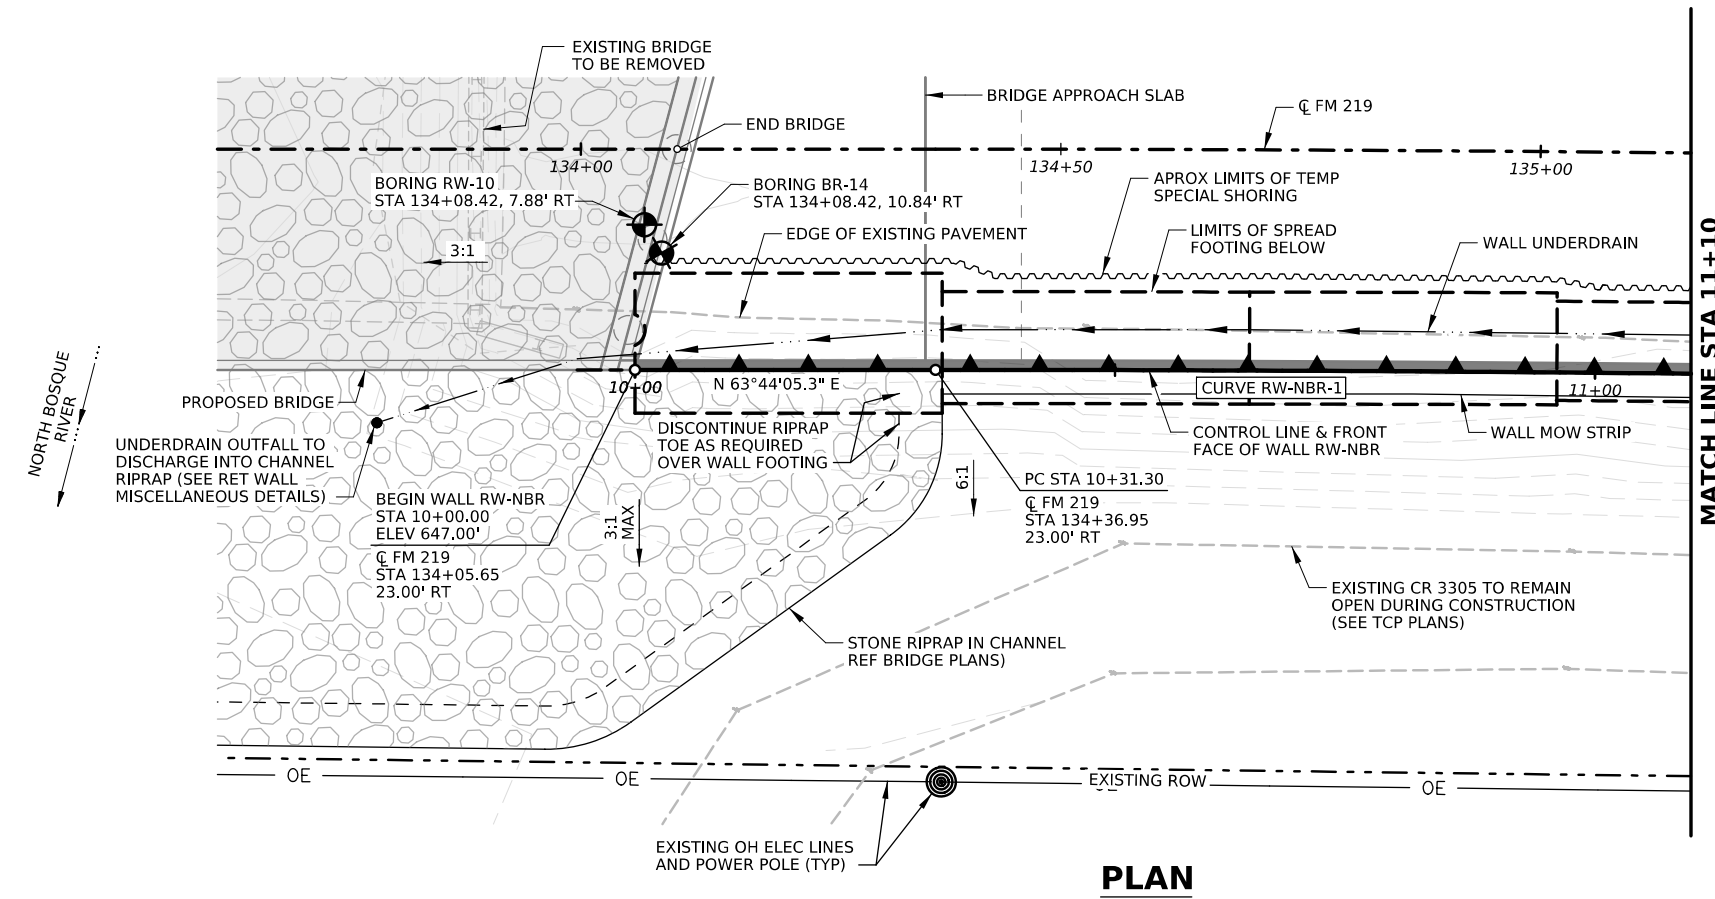 EXISTING BRIDGE
TO BE REMOVED
BRIDGE APPROACH SLAB
℄ FM 219
END BRIDGE
134+00
134+50
135+00
BORING RW-10
STA 134+08.42, 7.88' RT
BORING BR-14
STA 134+08.42, 10.84' RT
APROX LIMITS OF TEMP
SPECIAL SHORING
EDGE OF EXISTING PAVEMENT
LIMITS OF SPREAD
FOOTING BELOW
WALL UNDERDRAIN
3:1
MATCH LINE STA 11+10
NORTH BOSQUE
RIVER
PROPOSED BRIDGE
10+00
N 63°44'05.3" E
CURVE RW-NBR-1
11+00
UNDERDRAIN OUTFALL TO
DISCHARGE INTO CHANNEL
RIPRAP (SEE RET WALL
MISCELLANEOUS DETAILS)
DISCONTINUE RIPRAP
TOE AS REQUIRED
OVER WALL FOOTING
CONTROL LINE & FRONT
FACE OF WALL RW-NBR
WALL MOW STRIP
BEGIN WALL RW-NBR
STA 10+00.00
ELEV 647.00'
℄ FM 219
STA 134+05.65
23.00' RT
3:1
MAX
6:1
PC STA 10+31.30
℄ FM 219
STA 134+36.95
23.00' RT
EXISTING CR 3305 TO REMAIN
OPEN DURING CONSTRUCTION
(SEE TCP PLANS)
STONE RIPRAP IN CHANNEL
REF BRIDGE PLANS)
OE
OE
EXISTING ROW
OE
EXISTING OH ELEC LINES
AND POWER POLE (TYP)
PLAN